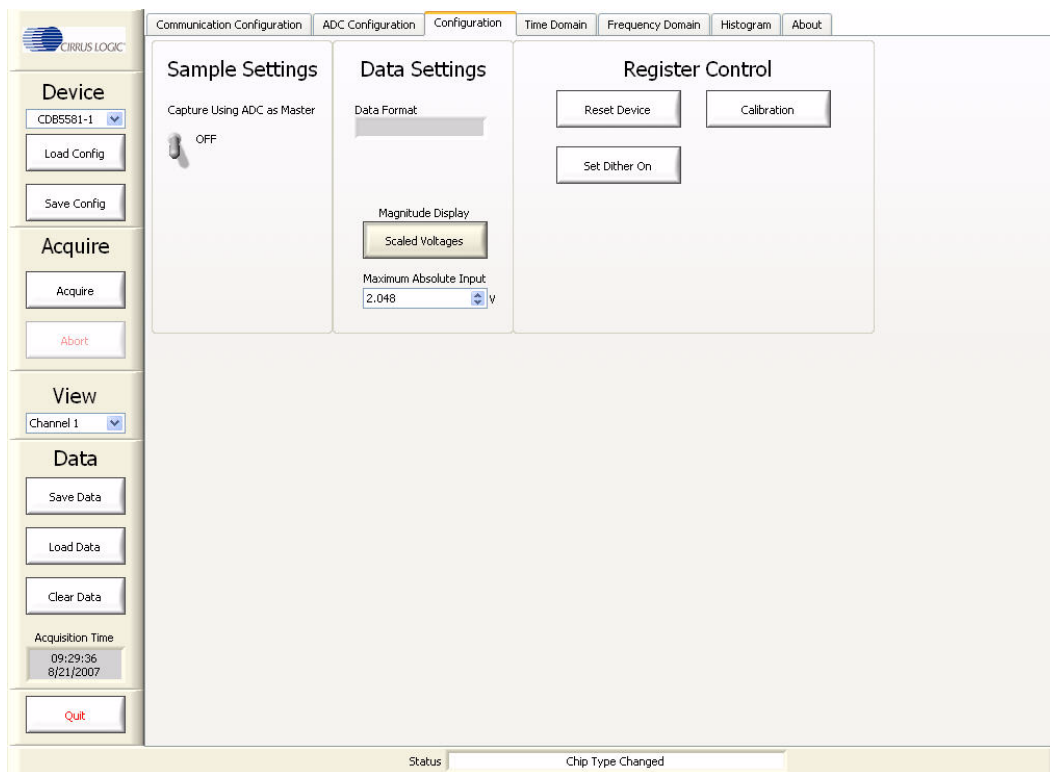 CIRRUS LOGIC
Communication Configuration
ADC Configuration
Configuration
Time Domain
Frequency Domain
Histogram
About
Device
CDB5581-1
Load Config
Save Config
Acquire
Acquire
Abort
View
Channel 1
Data
Save Data
Load Data
Clear Data
Acquisition Time
09:29:36
8/21/2007
Quit
Sample Settings
Capture Using ADC as Master
OFF
Data Settings
Data Format
Magnitude Display
Scaled Voltages
Maximum Absolute Input
2.048 V
Register Control
Reset Device
Calibration
Set Dither On
Status
Chip Type Changed